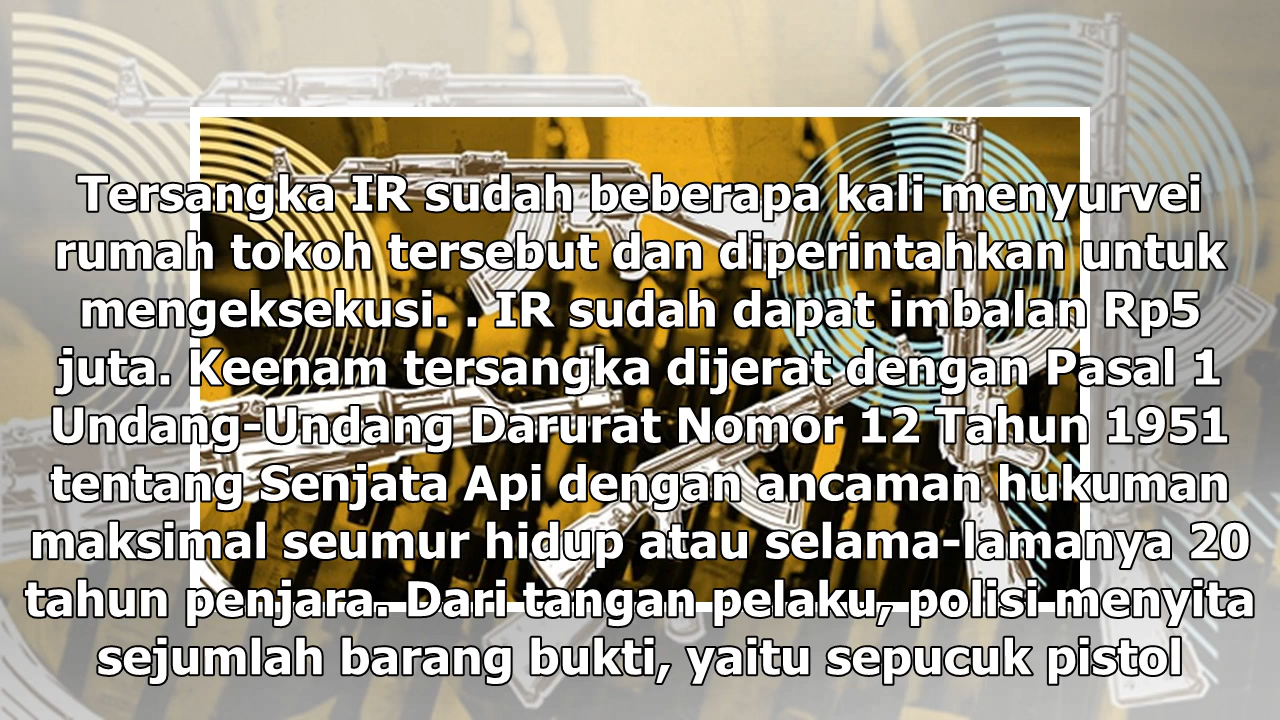 Tersangka IR sudah beberapa kali menyurvei
rumah tokoh tersebut dan diperintahkan untuk
mengeksekusi. . IR sudah dapat imbalan Rp5
juta. Keenam tersangka dijerat dengan Pasal 1
Undang-Undang Darurat Nomor 12 Tahun 1951
tentang Senjata Api dengan ancaman hukuman
maksimal seumur hidup atau selama-lamanya 20
tahun penjara. Dari tangan pelaku, polisi menyita
sejumlah barang bukti, yaitu sepucuk pistol